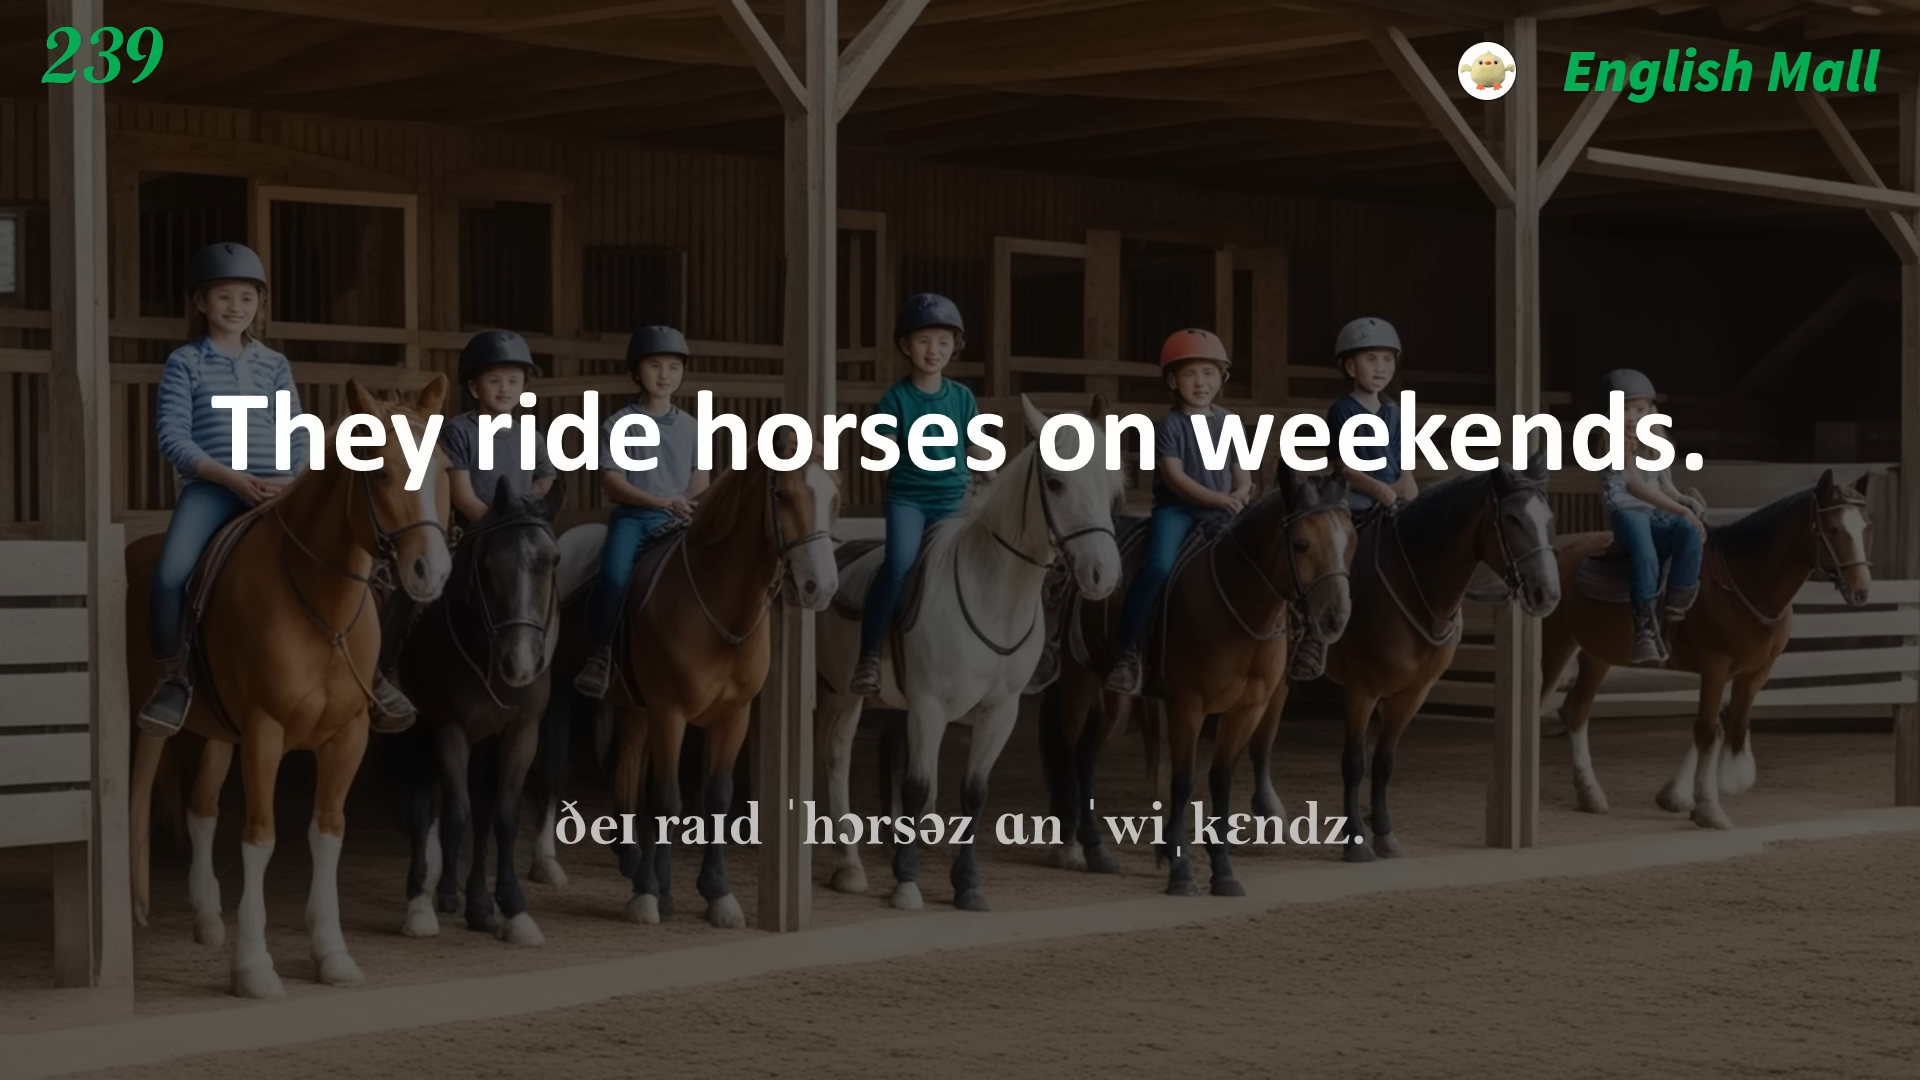 239
English Mall
They ride horses on weekends.
ðeɪ raɪd ˈhɔrsəz ɑn ˈwiˌkɛndz.